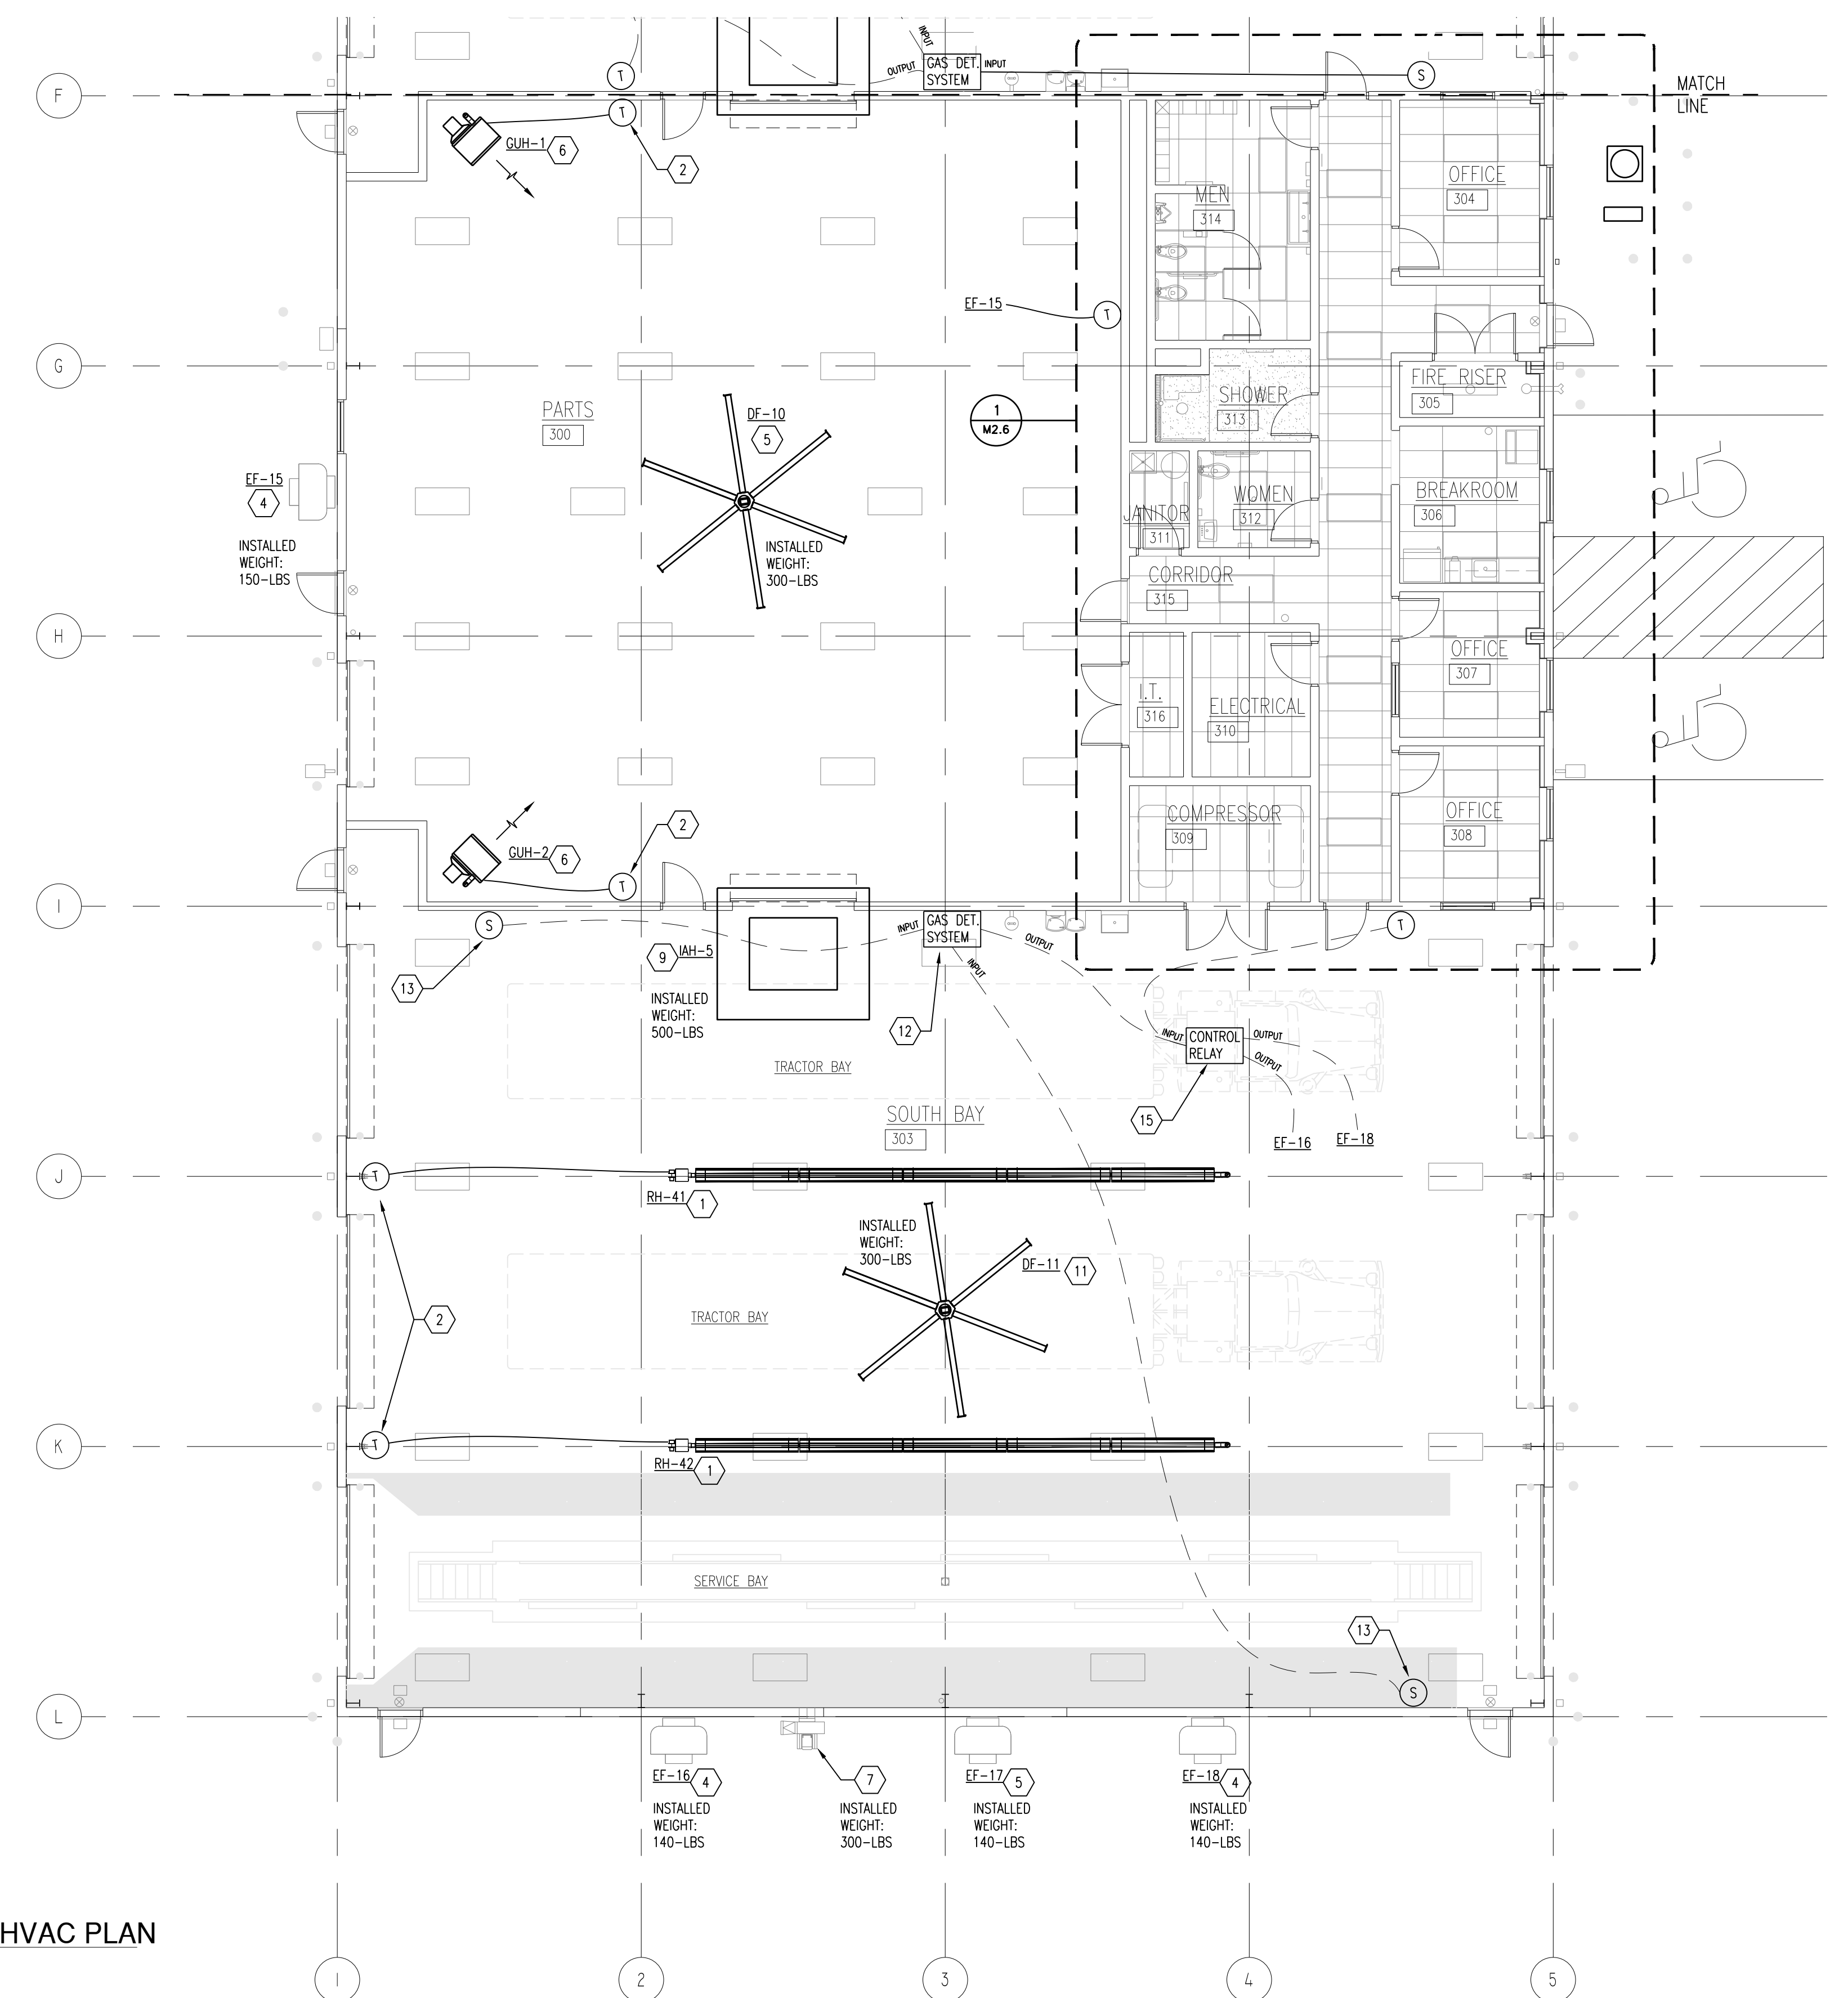 INPUT
OUTPUT
GAS DET.
SYSTEM
INPUT
T
S
F
MATCH
LINE
T
GUH-1
6
2
OFFICE
304
MEN
314
EF-15
T
G
FIRE RISER
305
SHOWER
313
PARTS
300
DF-10
5
1
M2.6
EF-15
4
INSTALLED
WEIGHT:
150-LBS
INSTALLED
WEIGHT:
300-LBS
BREAKROOM
306
WOMEN
312
JANITOR
311
CORRIDOR
315
H
OFFICE
307
I.T.
316
ELECTRICAL
310
COMPRESSOR
309
OFFICE
308
2
GUH-2
6
T
I
S
INPUT
GAS DET.
SYSTEM
OUTPUT
INPUT
T
13
9
IAH-5
INSTALLED
WEIGHT:
500-LBS
12
INPUT
CONTROL
RELAY
OUTPUT
OUTPUT
TRACTOR BAY
15
SOUTH BAY
303
EF-16
EF-18
J
T
RH-41
1
INSTALLED
WEIGHT:
300-LBS
DF-11
11
2
TRACTOR BAY
K
T
RH-42
1
SERVICE BAY
13
S
L
EF-16
4
INSTALLED
WEIGHT:
140-LBS
7
INSTALLED
WEIGHT:
300-LBS
EF-17
5
INSTALLED
WEIGHT:
140-LBS
EF-18
4
INSTALLED
WEIGHT:
140-LBS
HVAC PLAN
1
2
3
4
5